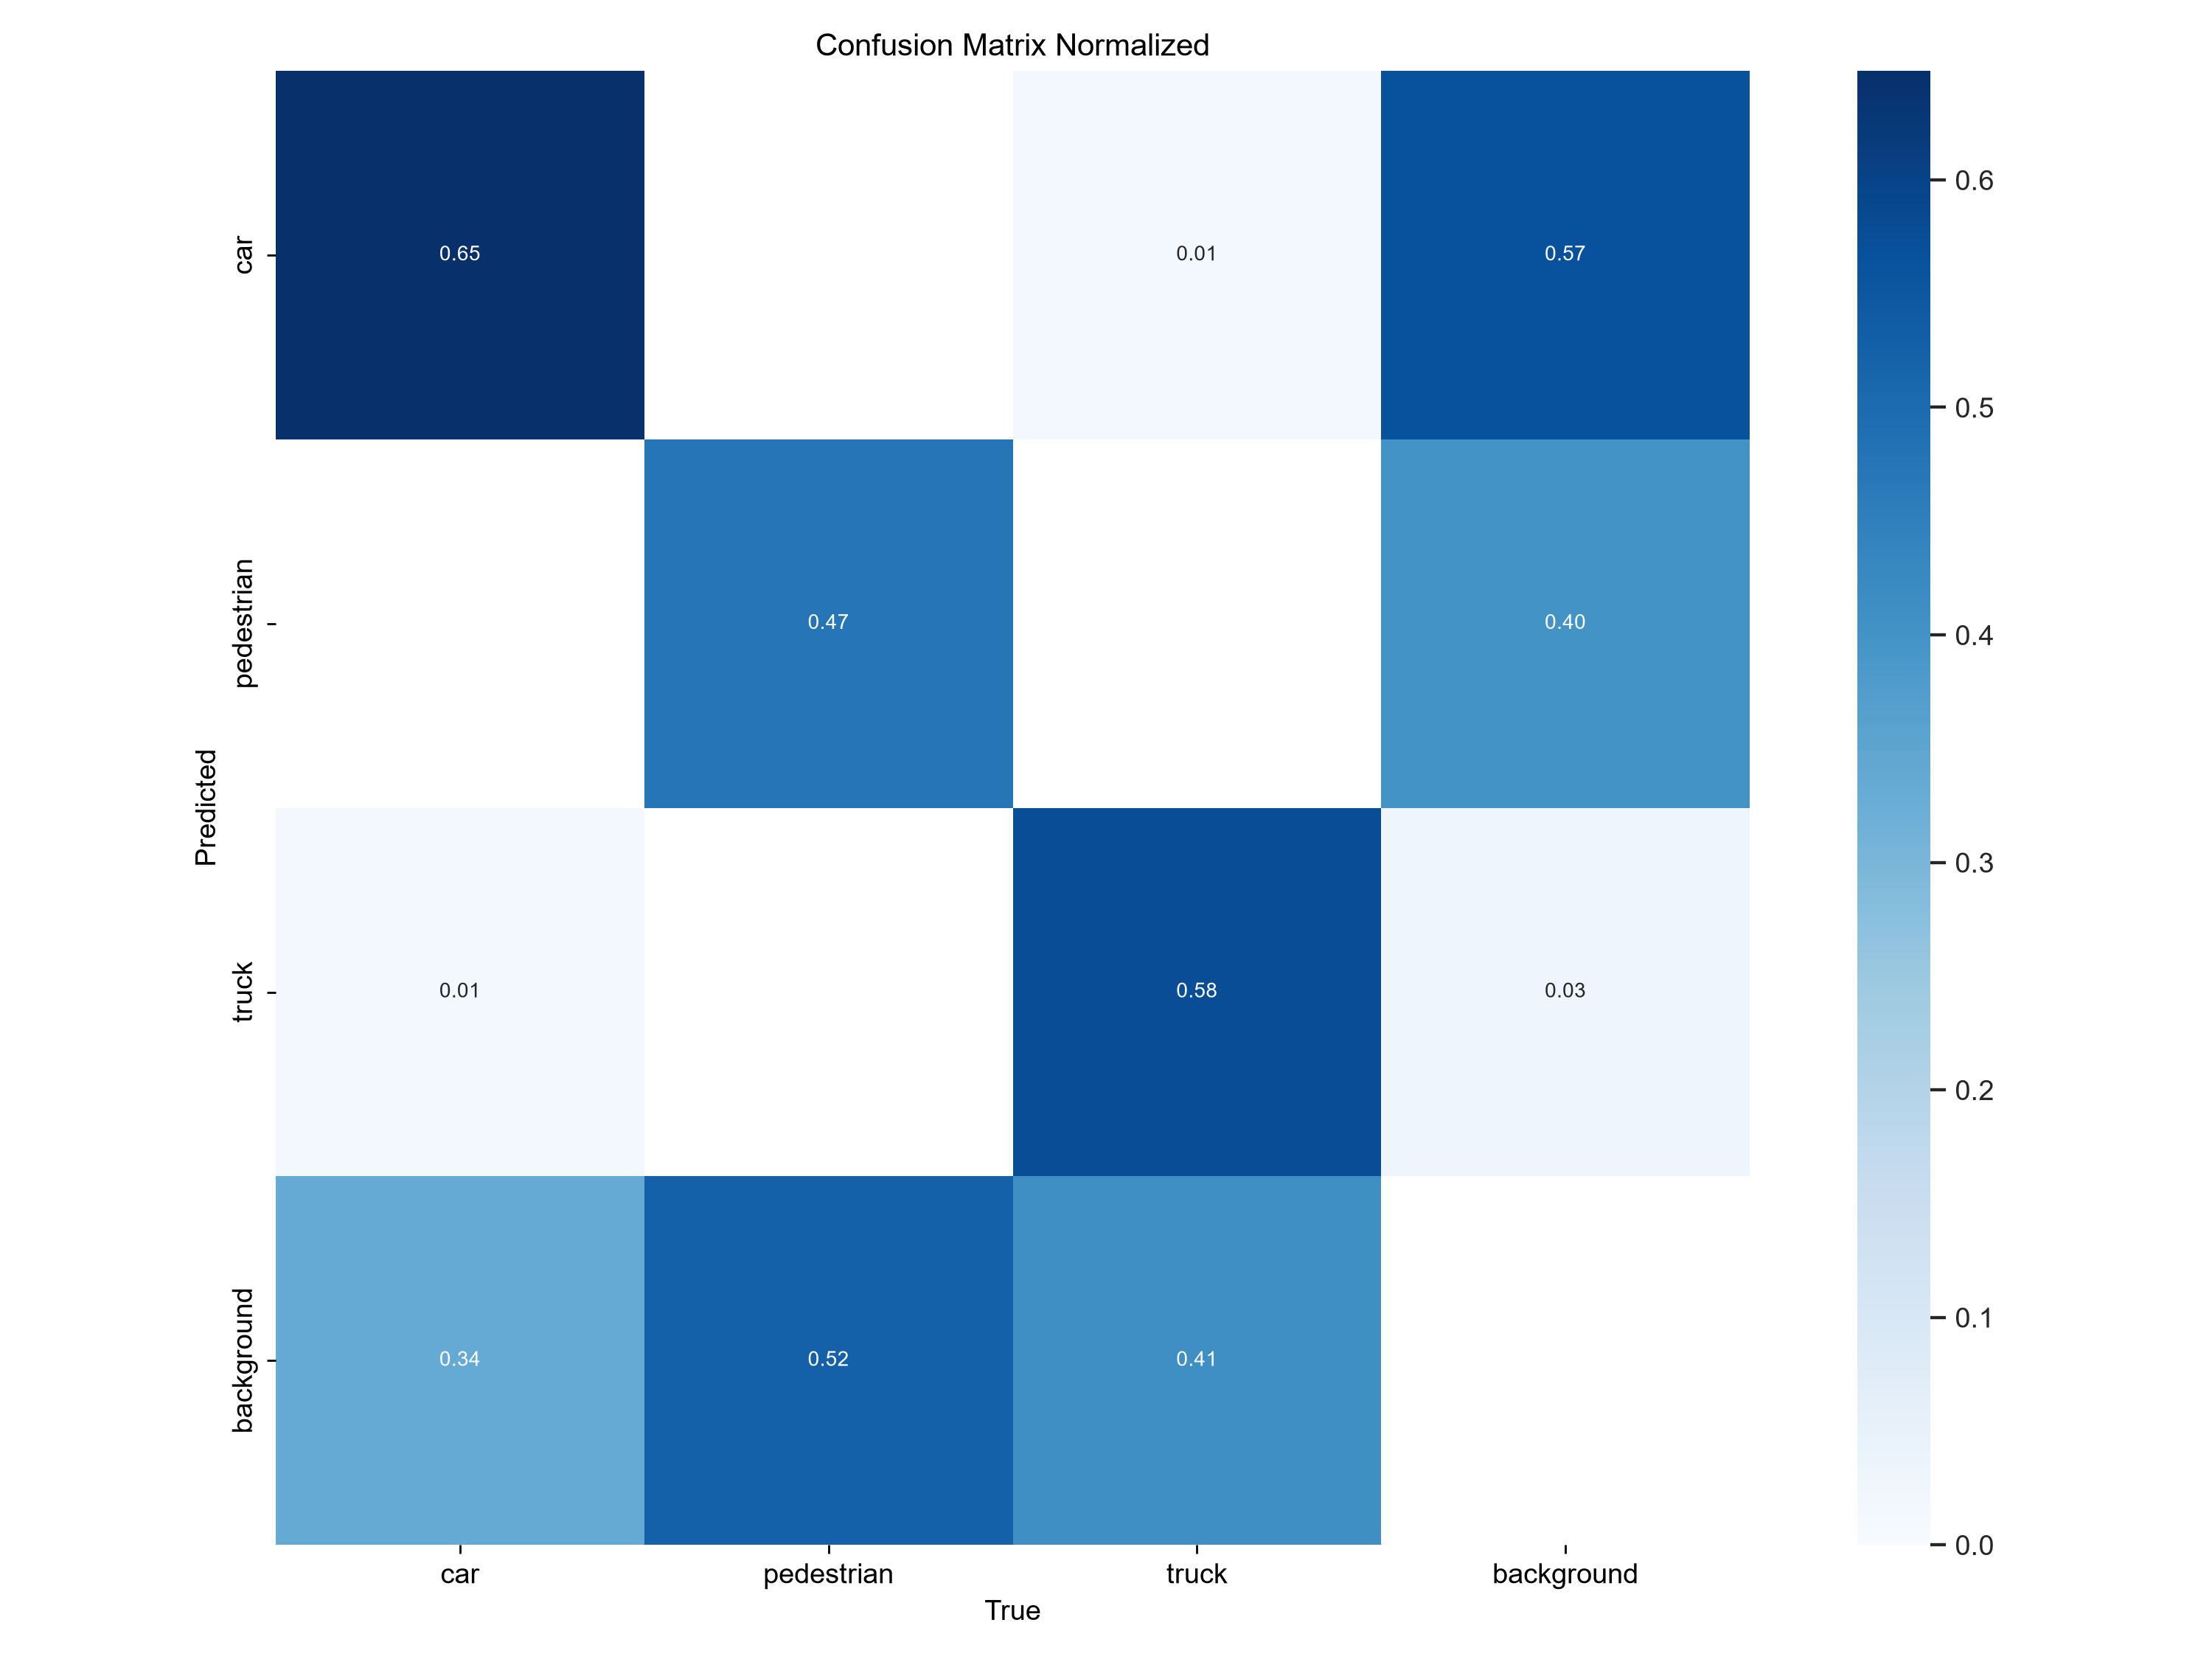 Confusion Matrix Normalized
car
0.65
0.01
0.57
pedestrian
0.47
0.40
truck
0.01
0.58
0.03
background
0.34
0.52
0.41
car
pedestrian
truck
background
True
Predicted
0.6
0.5
0.4
0.3
0.2
0.1
0.0